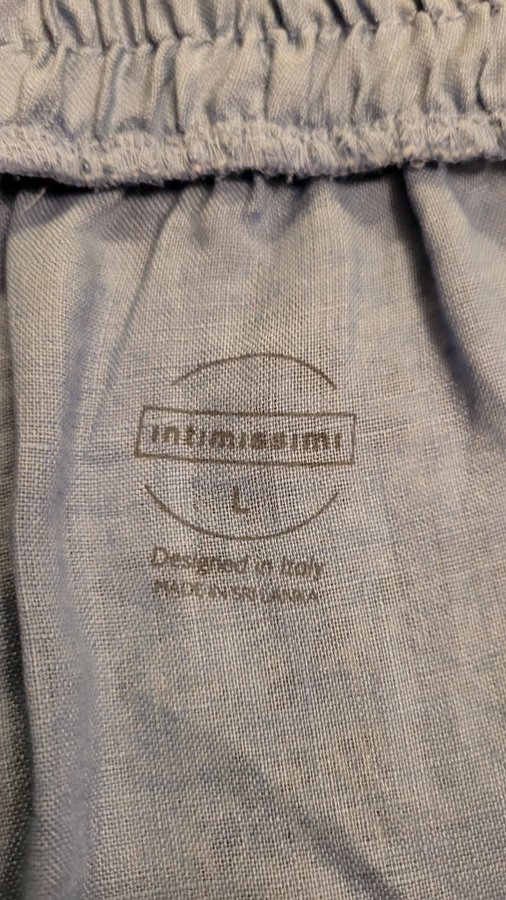 intimissimi
L
Designed in Italy
MADE IN SRI LANKA